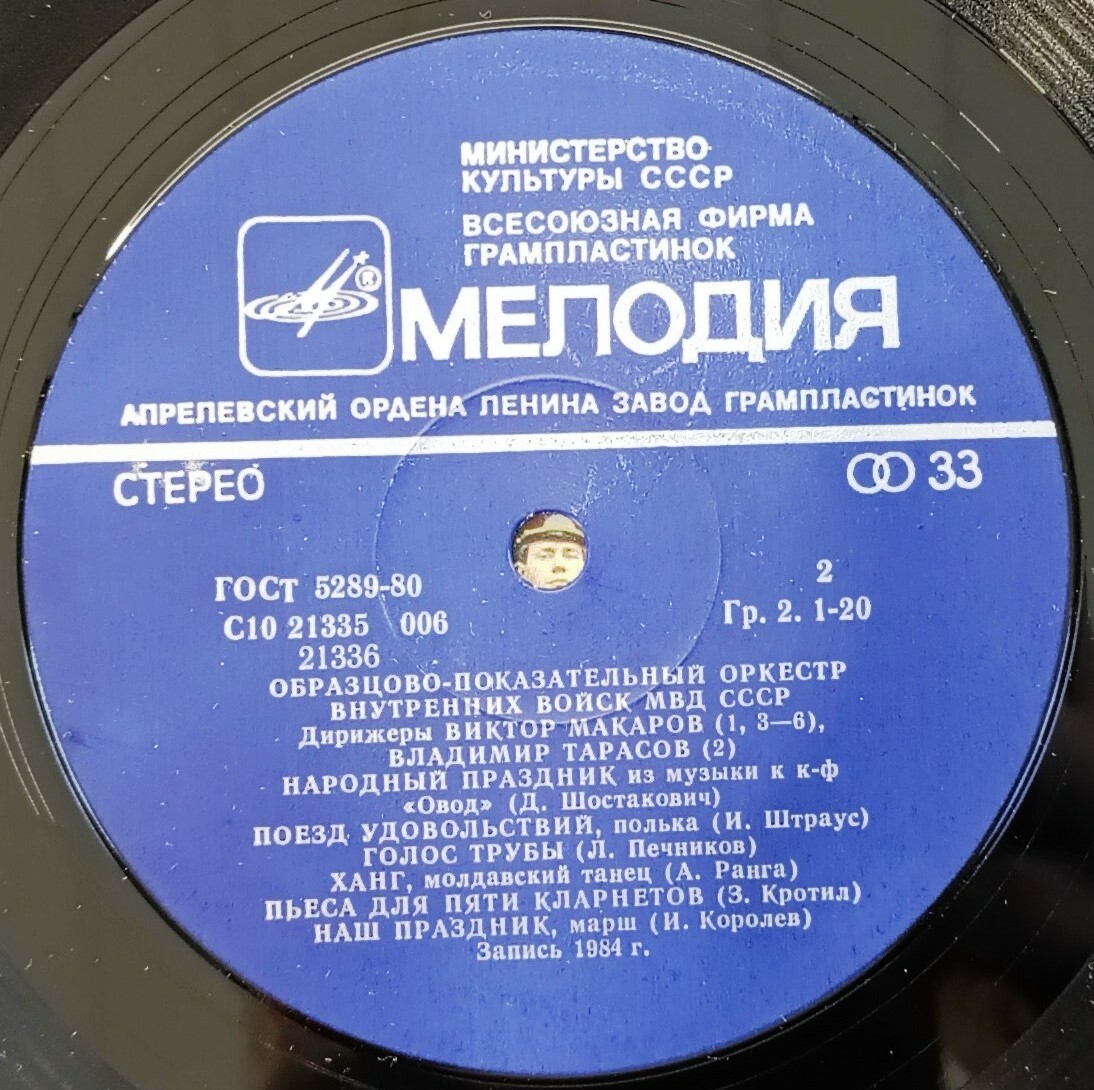 МИНИСТЕРСТВО
КУЛЬТУРЫ СССР
ВСЕСОЮЗНАЯ ФИРМА
ГРАМПЛАСТИНОК
®
МЕЛОДИЯ
АПРЕЛЕВСКИЙ ОРДЕНА ЛЕНИНА ЗАВОД ГРАМПЛАСТИНОК
СТЕРЕО 33
ГОСТ 5289-80 2
С10 21335 006 Гр. 2. 1-20
21336
ОБРАЗЦОВО-ПОКАЗАТЕЛЬНЫЙ ОРКЕСТР
ВНУТРЕННИХ ВОЙСК МВД СССР
Дирижеры ВИКТОР МАКАРОВ (1, 3—6),
ВЛАДИМИР ТАРАСОВ (2)
НАРОДНЫЙ ПРАЗДНИК из музыки к к-ф
«Овод» (Д. Шостакович)
ПОЕЗД УДОВОЛЬСТВИЙ, полька (И. Штраус)
ГОЛОС ТРУБЫ (Л. Печников)
ХАНГ, молдавский танец (А. Ранга)
ПЬЕСА ДЛЯ ПЯТИ КЛАРНЕТОВ (З. Кротил)
НАШ ПРАЗДНИК, марш (И. Королев)
Запись 1984 г.